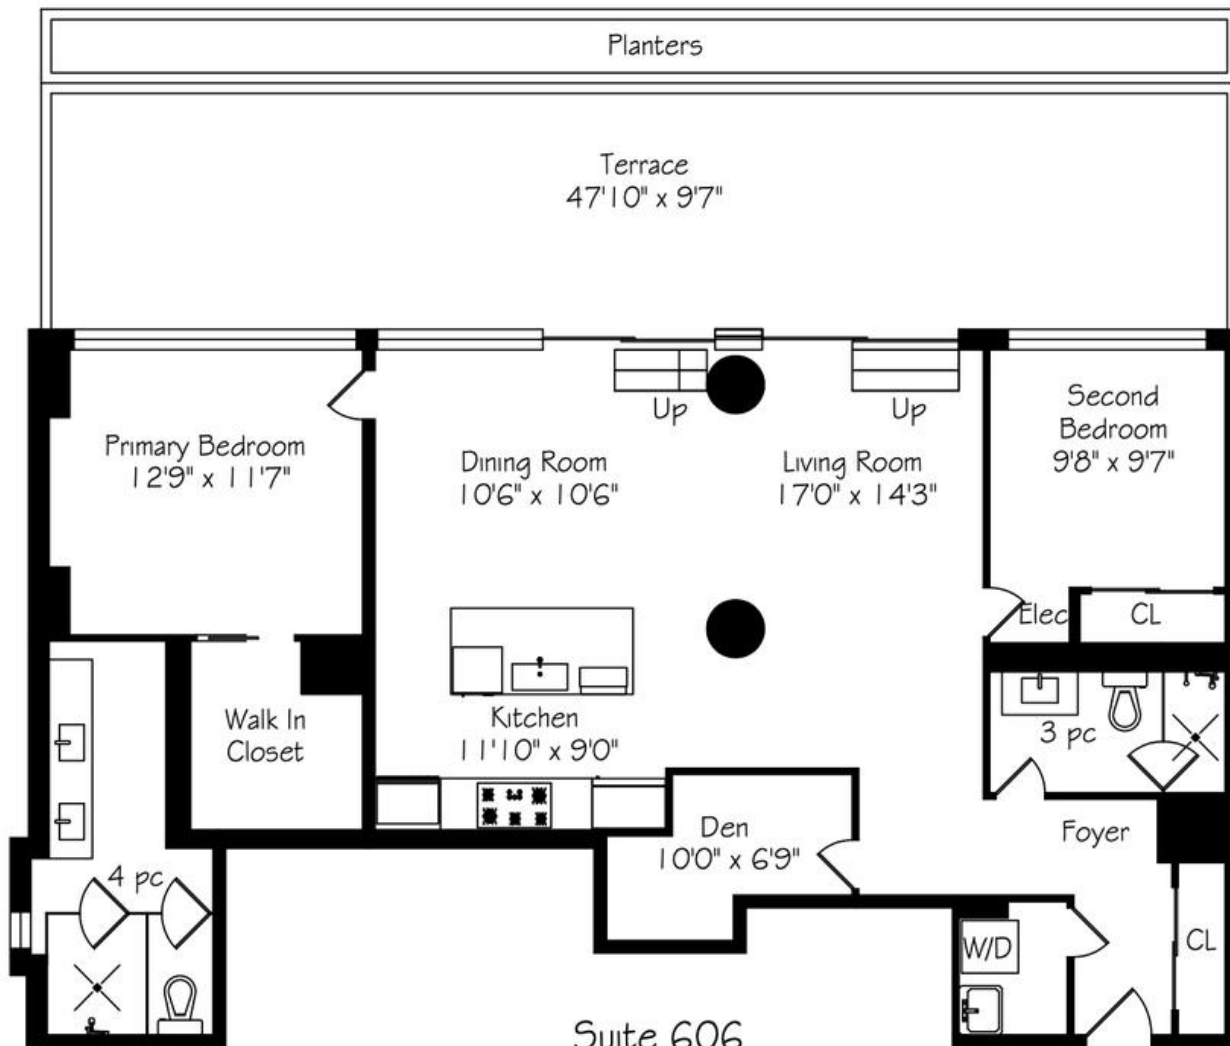 Planters
Terrace
47'10" x 9'7"
Up
Up
Second
Bedroom
9'8" x 9'7"
Primary Bedroom
12'9" x 11'7"
Dining Room
10'6" x 10'6"
Living Room
17'0" x 14'3"
Elec
CL
Walk In
Closet
Kitchen
11'10" x 9'0"
3 pc
Den
10'0" x 6'9"
Foyer
4 pc
W/D
CL
Suite 606